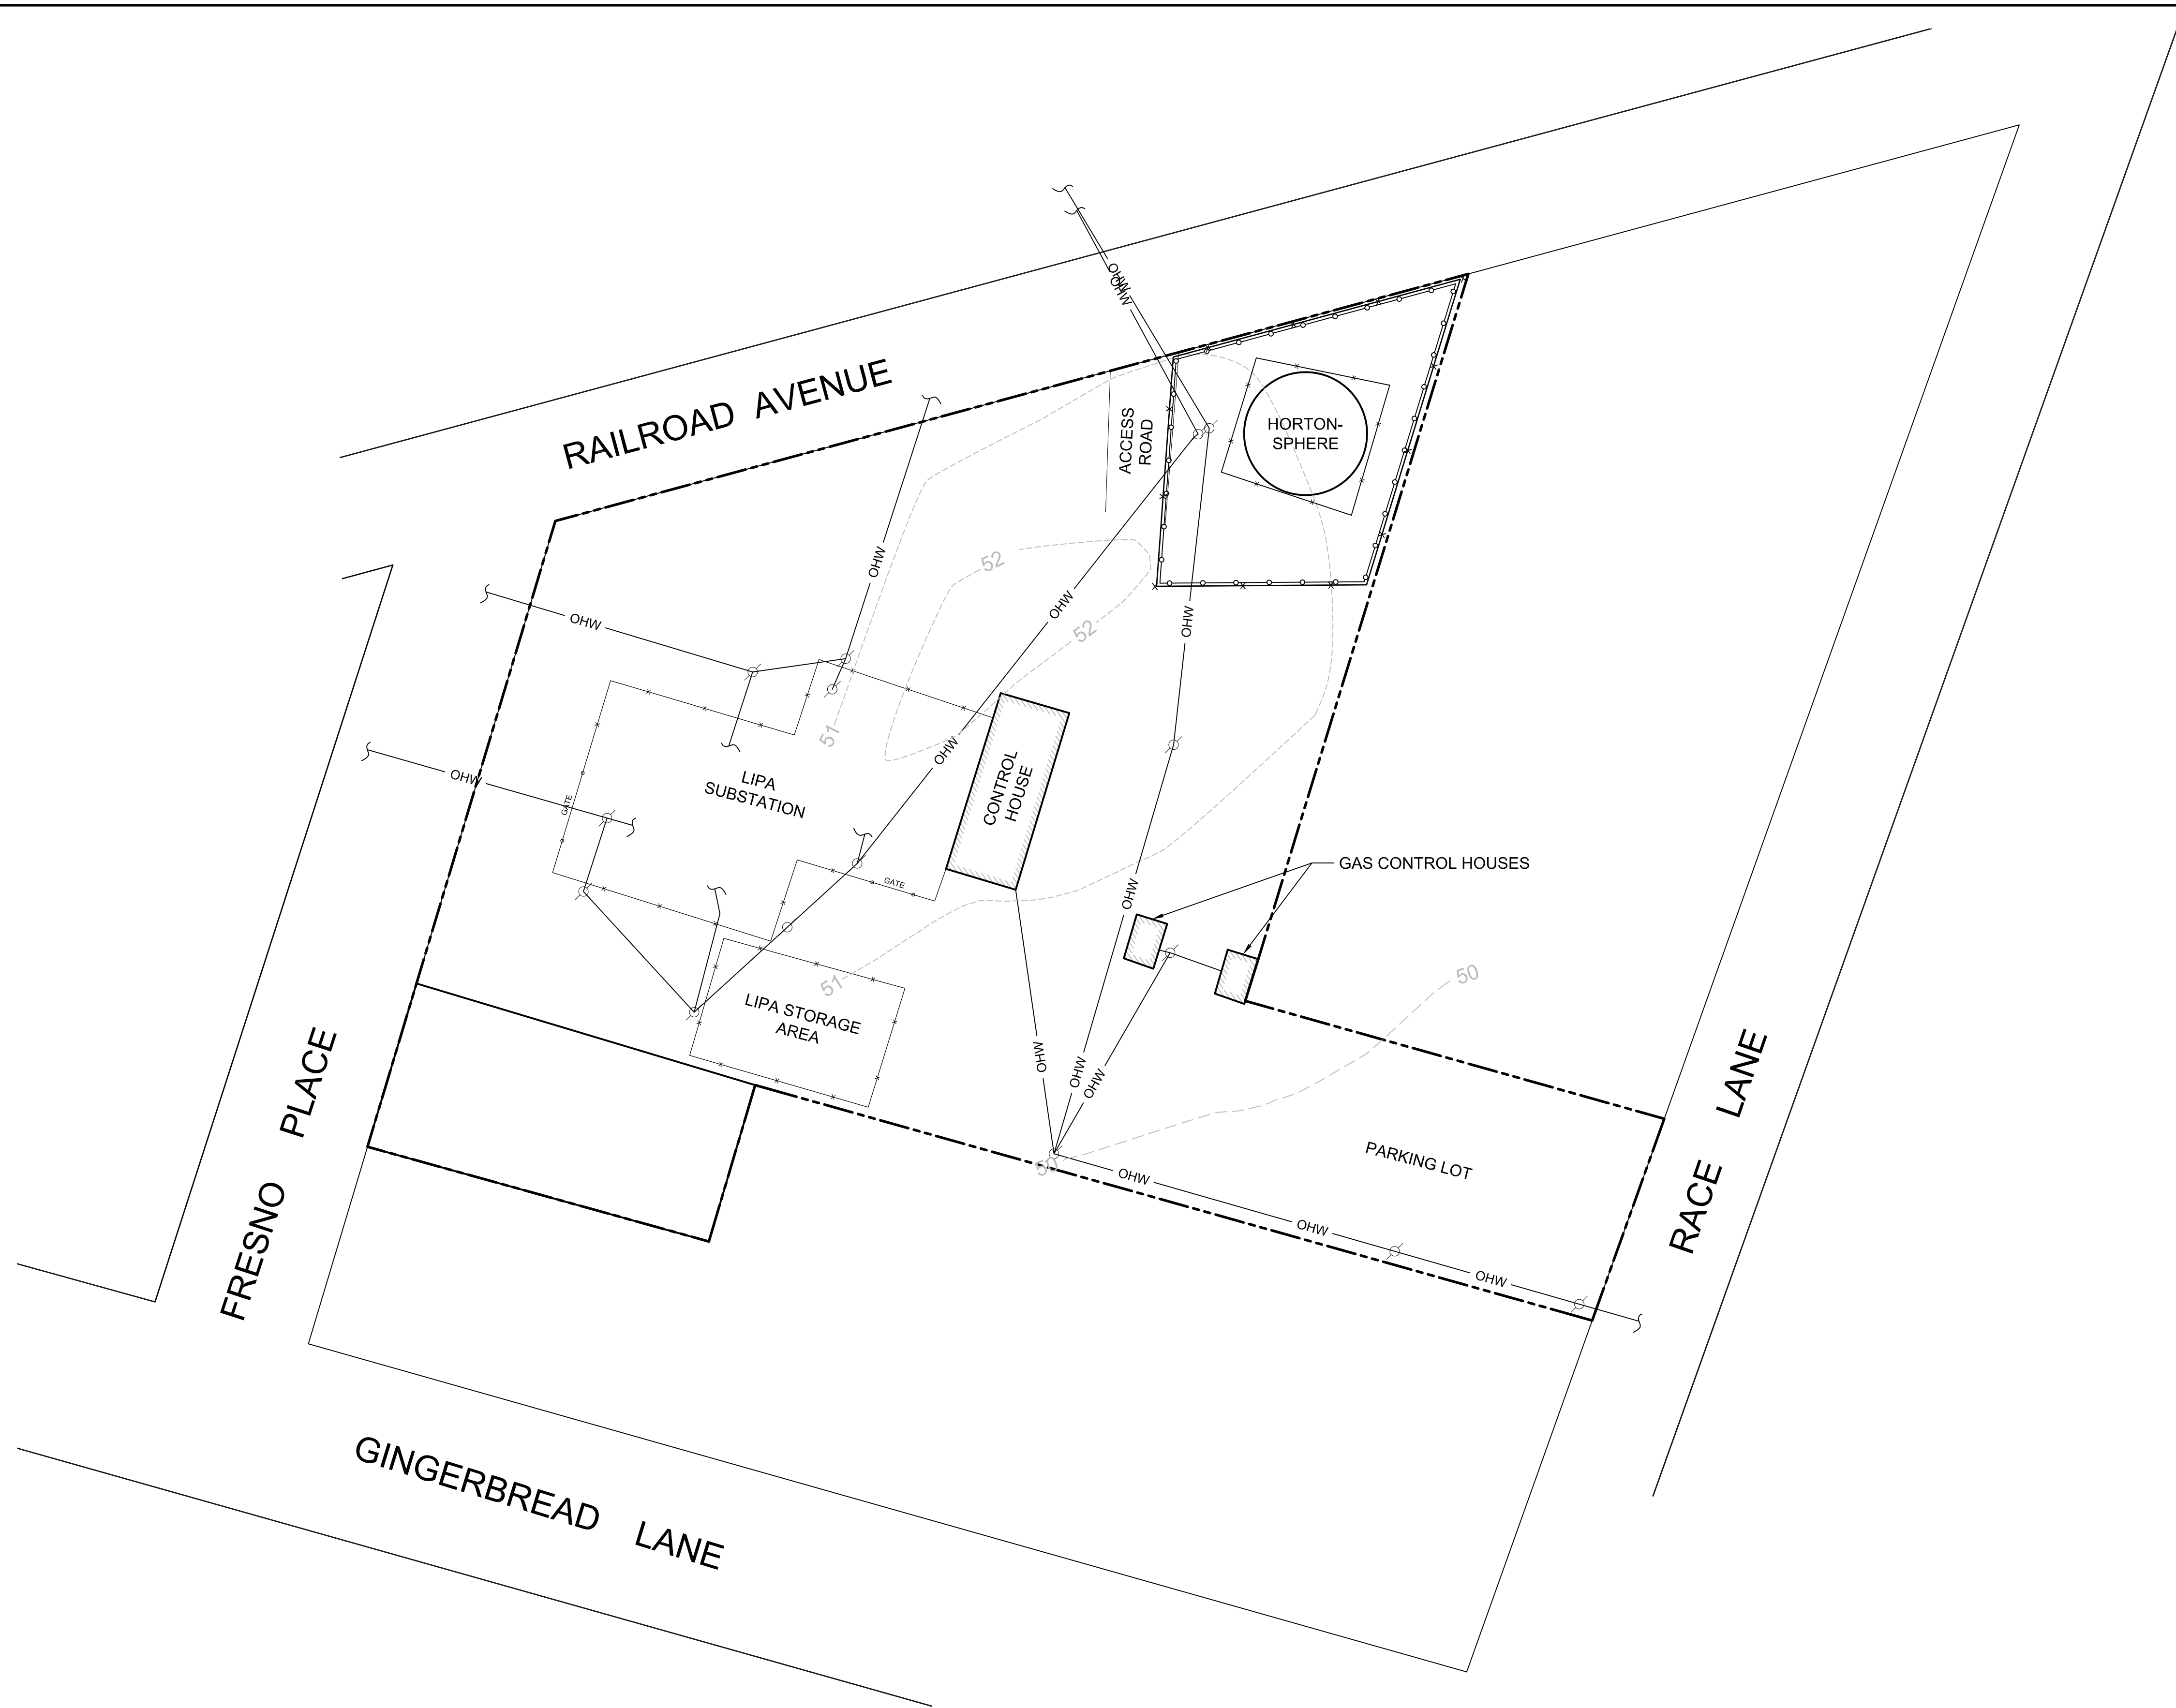 OHW
OHW
RAILROAD AVENUE
ACCESS
ROAD
HORTON-
SPHERE
OHW
52
OHW
OHW
OHW
52
51
OHW
OHW
GATE
LIPA
SUBSTATION
CONTROL
HOUSE
GAS CONTROL HOUSES
GATE
OHW
51
50
LIPA STORAGE
AREA
OHW
OHW
OHW
50
OHW
PARKING LOT
OHW
OHW
FRESNO PLACE
RACE LANE
GINGERBREAD LANE